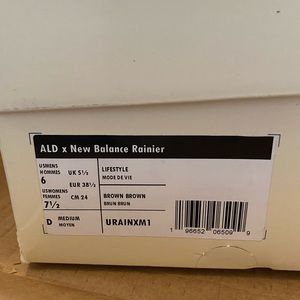 ALD x New Balance Rainier
USMENS
HOMMES
6
UK 5½
EUR 38½
USWOMENS
FEMMES
7½
CM 24
D
MEDIUM
MOYEN
LIFESTYLE
MODE DE VIE
BROWN BROWN
BRUN BRUN
URAINXM1
1 96652 06509 9